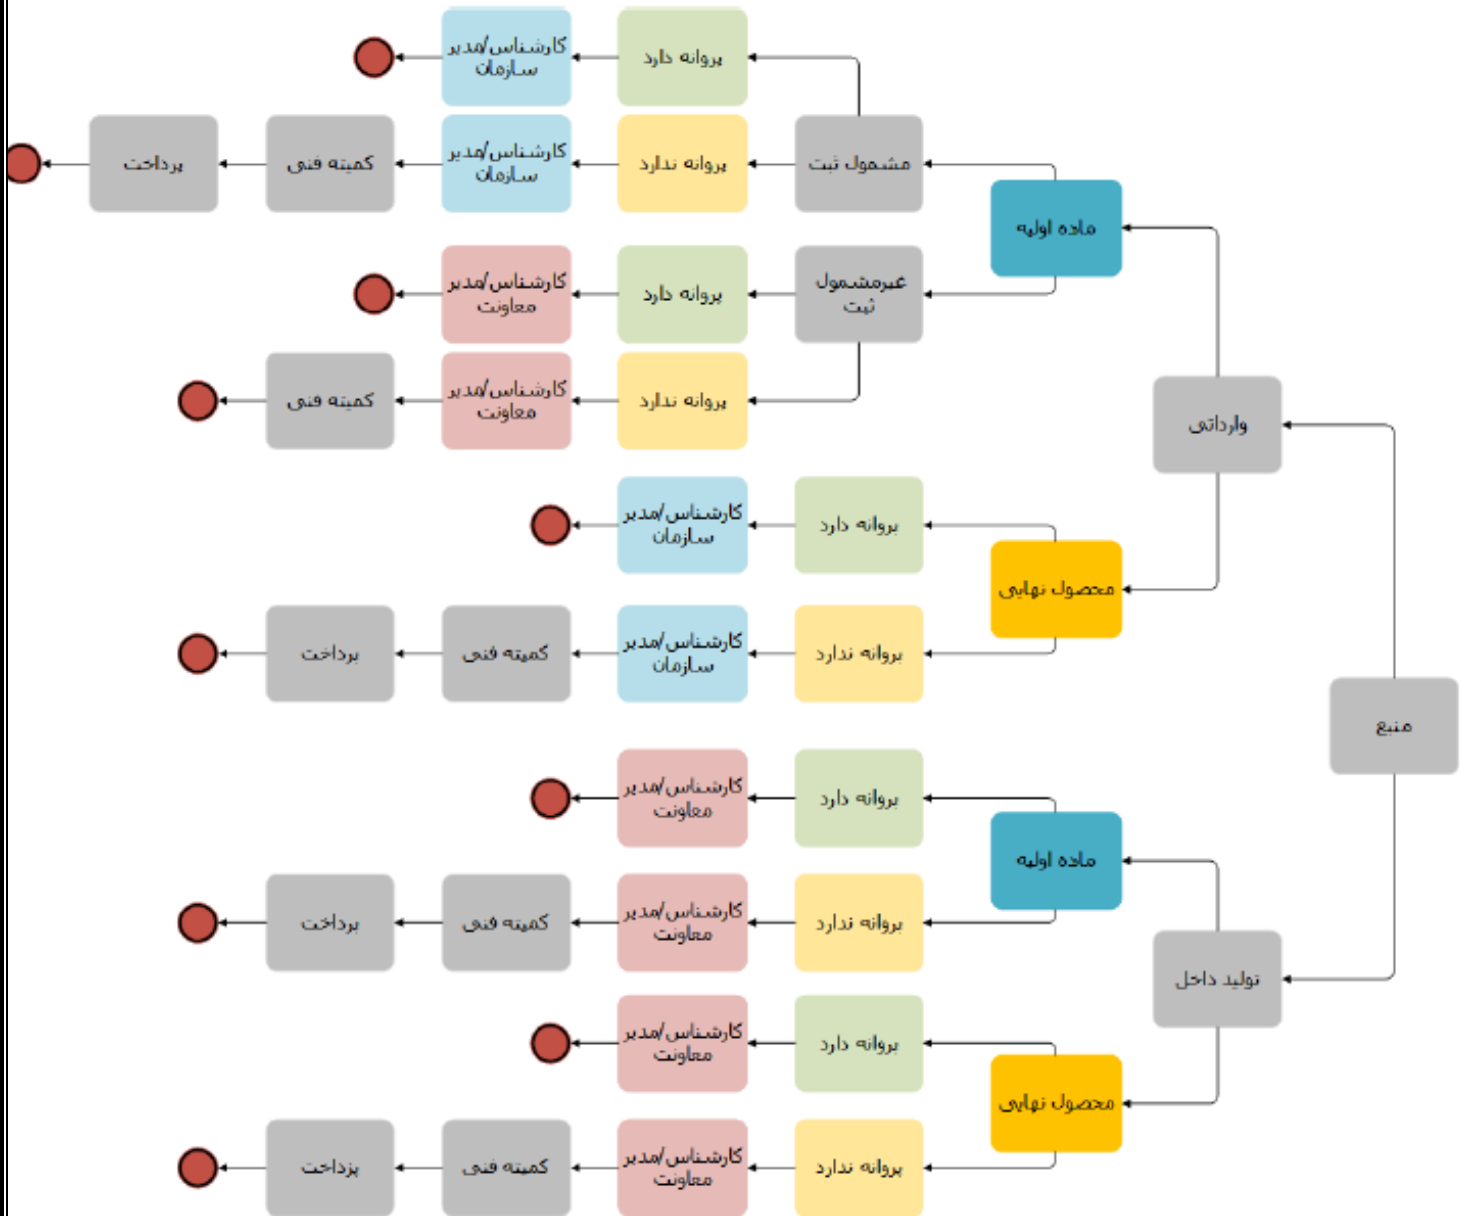 پروانه دارد
کارشناس/مدیر
سازمان
مشمول ثبت
پروانه ندارد
کارشناس/مدیر
سازمان
کمیته فنی
پرداخت
ماده اولیه
غیرمشمول
ثبت
پروانه دارد
کارشناس/مدیر
معاونت
پروانه ندارد
کارشناس/مدیر
معاونت
کمیته فنی
وارداتی
پروانه دارد
کارشناس/مدیر
سازمان
محصول نهایی
پروانه ندارد
کارشناس/مدیر
سازمان
کمیته فنی
پرداخت
منبع
پروانه دارد
کارشناس/مدیر
معاونت
ماده اولیه
پروانه ندارد
کارشناس/مدیر
معاونت
کمیته فنی
پرداخت
تولید داخل
پروانه دارد
کارشناس/مدیر
معاونت
محصول نهایی
پروانه ندارد
کارشناس/مدیر
معاونت
کمیته فنی
پرداخت